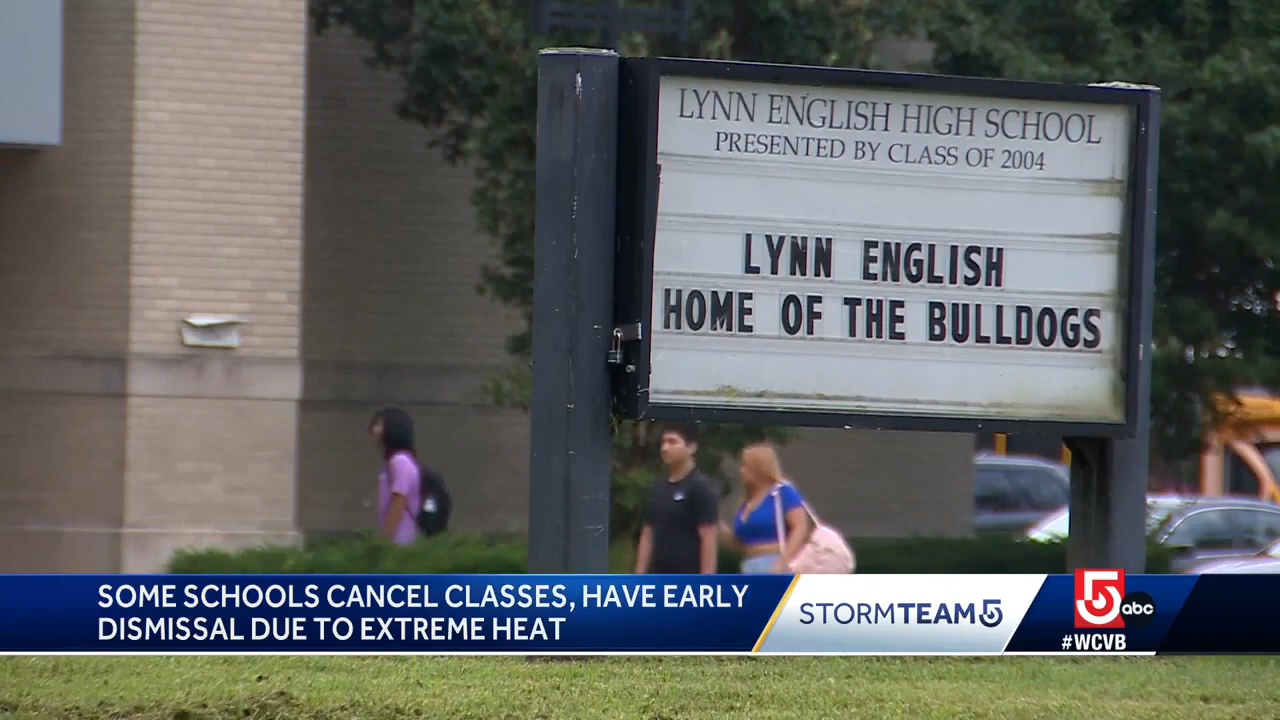 LYNN ENGLISH HIGH SCHOOL
PRESENTED BY CLASS OF 2004
LYNN ENGLISH
HOME OF THE BULLDOGS
SOME SCHOOLS CANCEL CLASSES, HAVE EARLY
DISMISSAL DUE TO EXTREME HEAT
STORMTEAM5
5 abc
#WCVB